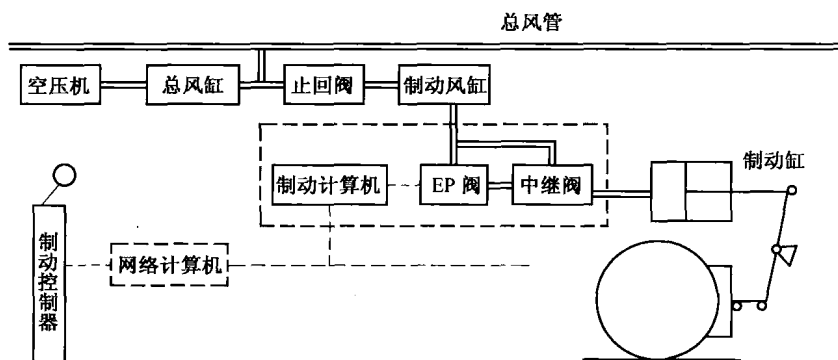 总风管
空压机
总风缸
止回阀
制动风缸
制动计算机
EP 阀
中继阀
制动缸
制动控制器
网络计算机